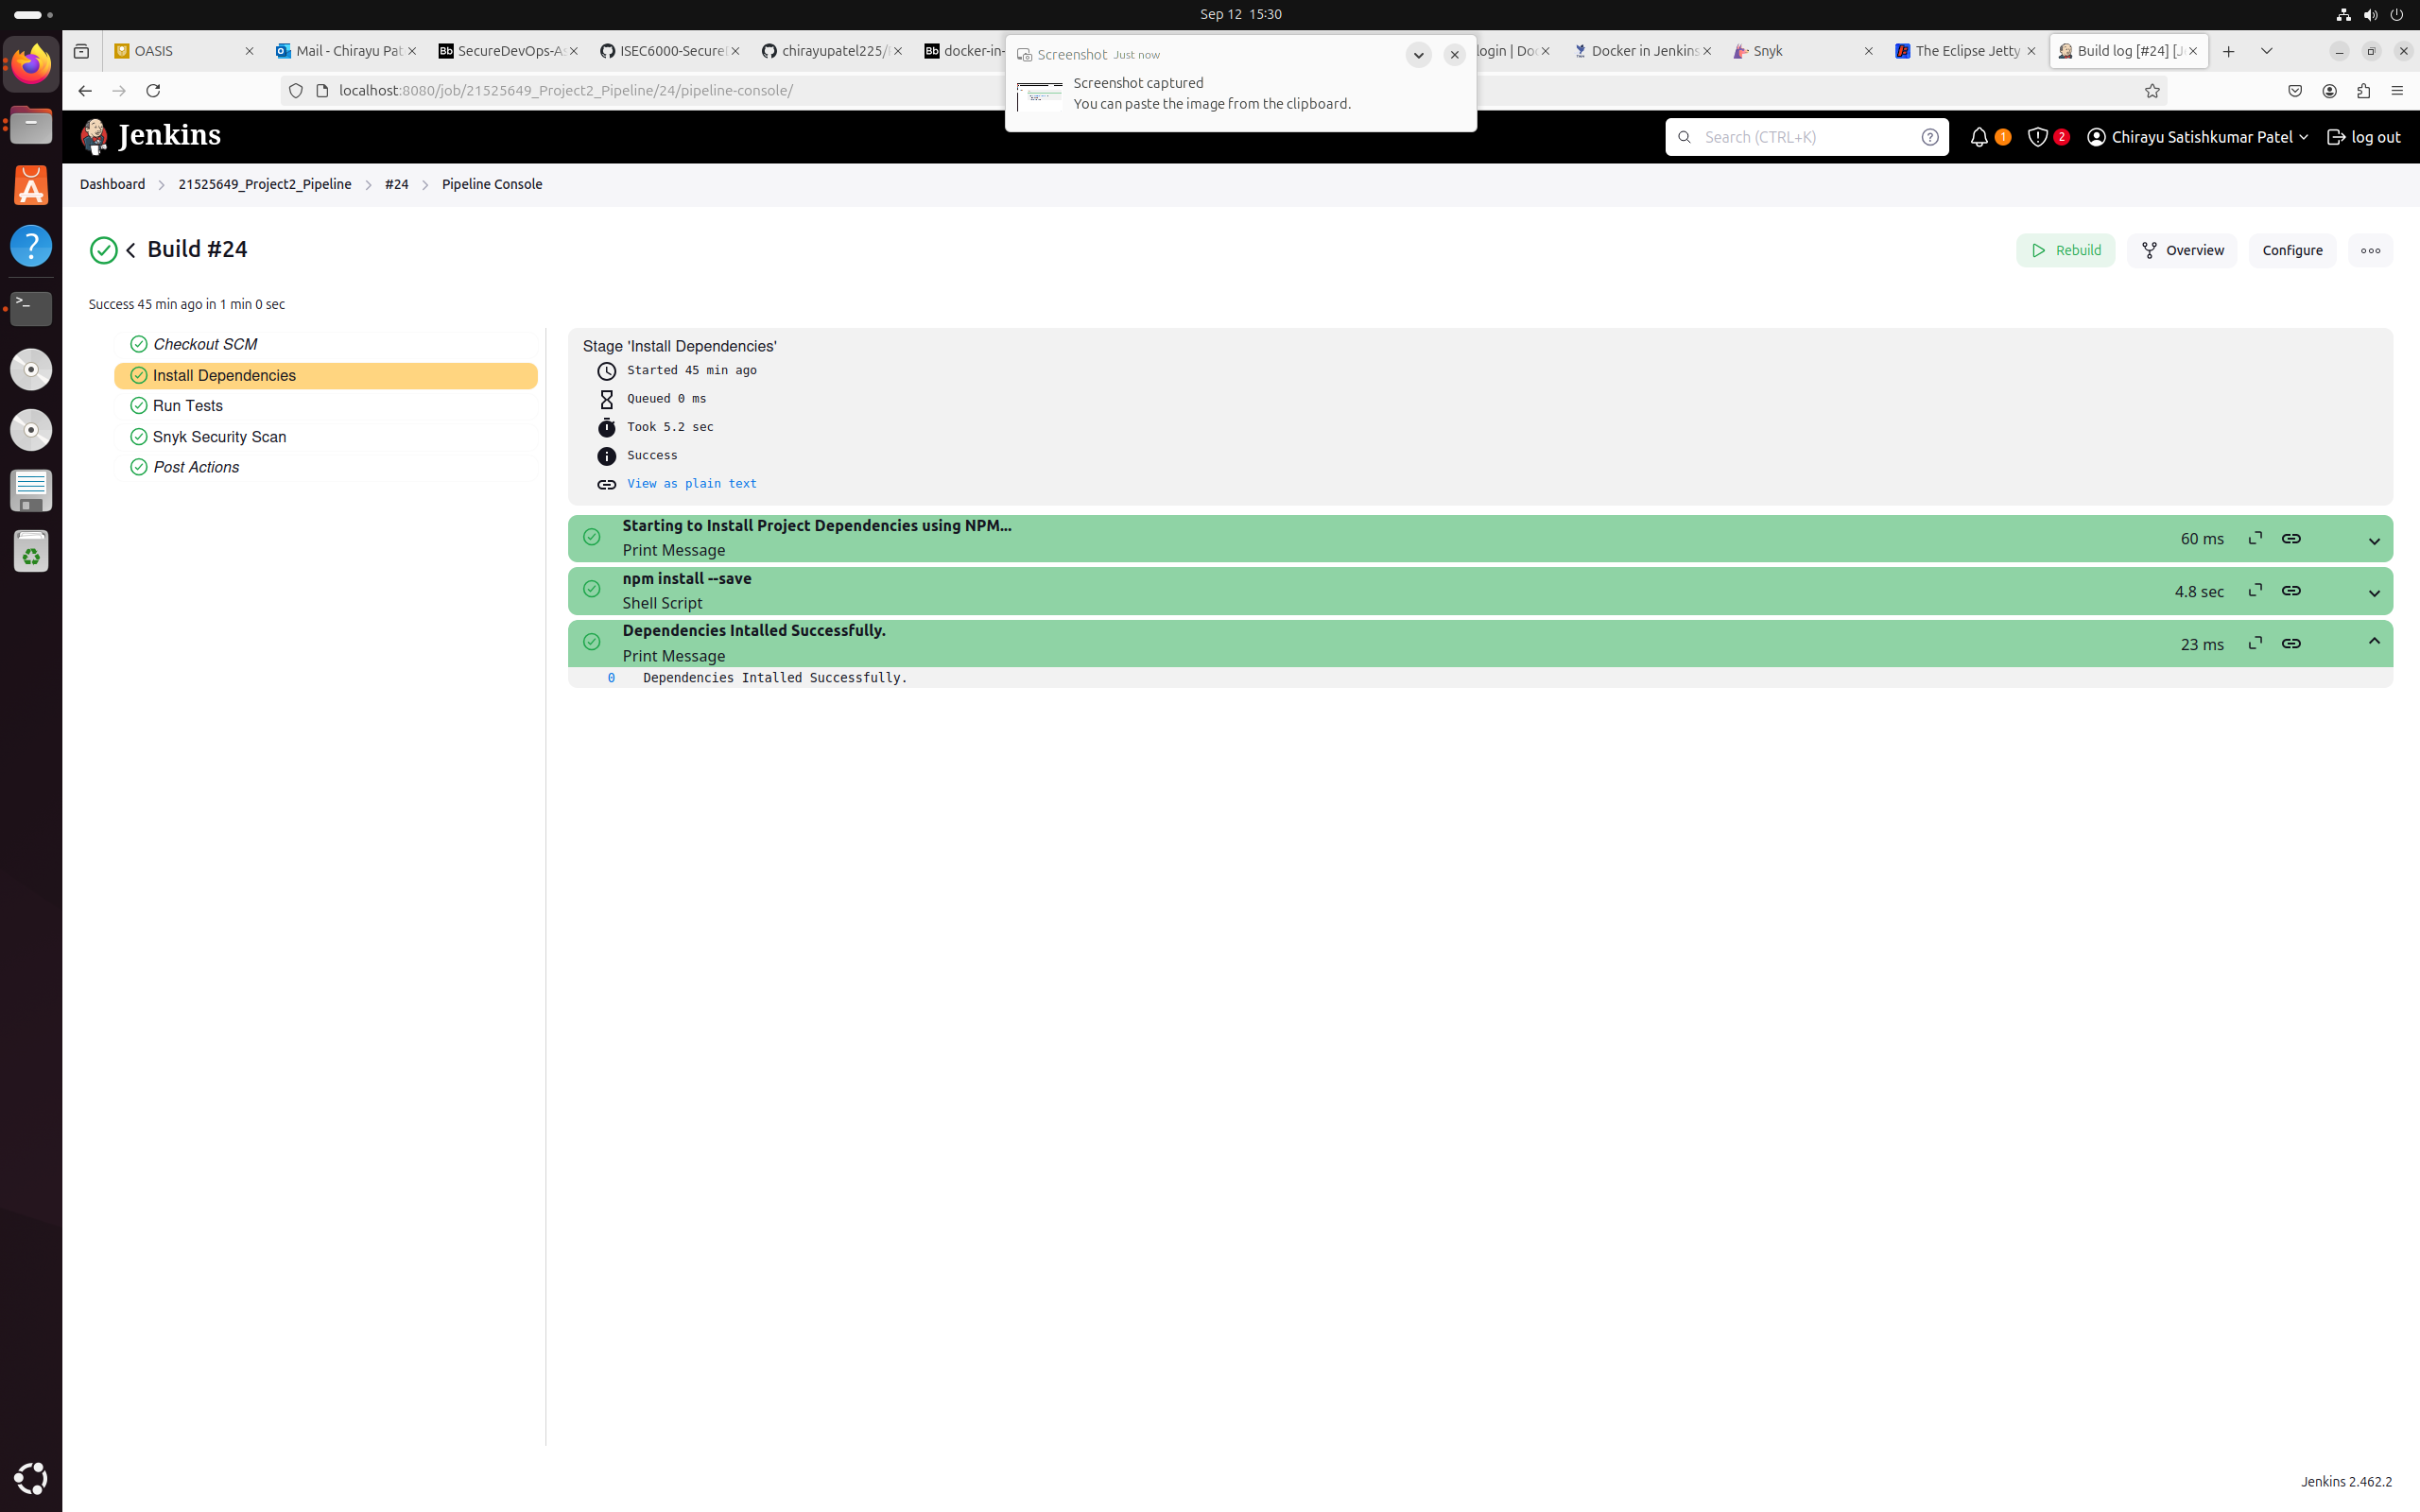 Sep 12 15:30
OASIS
Mail - Chirayu Pat
SecureDevOps-As
ISEC6000-Secure
chirayupatel225/
docker-in-
login | Doc
Docker in Jenkins
Snyk
The Eclipse Jetty
Build log [#24] [J
Screenshot Just now
Screenshot captured
You can paste the image from the clipboard.
localhost:8080/job/21525649_Project2_Pipeline/24/pipeline-console/
Jenkins
Search (CTRL+K)
1
2
Chirayu Satishkumar Patel
log out
Dashboard
21525649_Project2_Pipeline
#24
Pipeline Console
Build #24
Rebuild
Overview
Configure
Success 45 min ago in 1 min 0 sec
Checkout SCM
Install Dependencies
Run Tests
Snyk Security Scan
Post Actions
Stage 'Install Dependencies'
Started 45 min ago
Queued 0 ms
Took 5.2 sec
Success
View as plain text
Starting to Install Project Dependencies using NPM...
Print Message
60 ms
npm install --save
Shell Script
4.8 sec
Dependencies Intalled Successfully.
Print Message
23 ms
0 Dependencies Intalled Successfully.
Jenkins 2.462.2